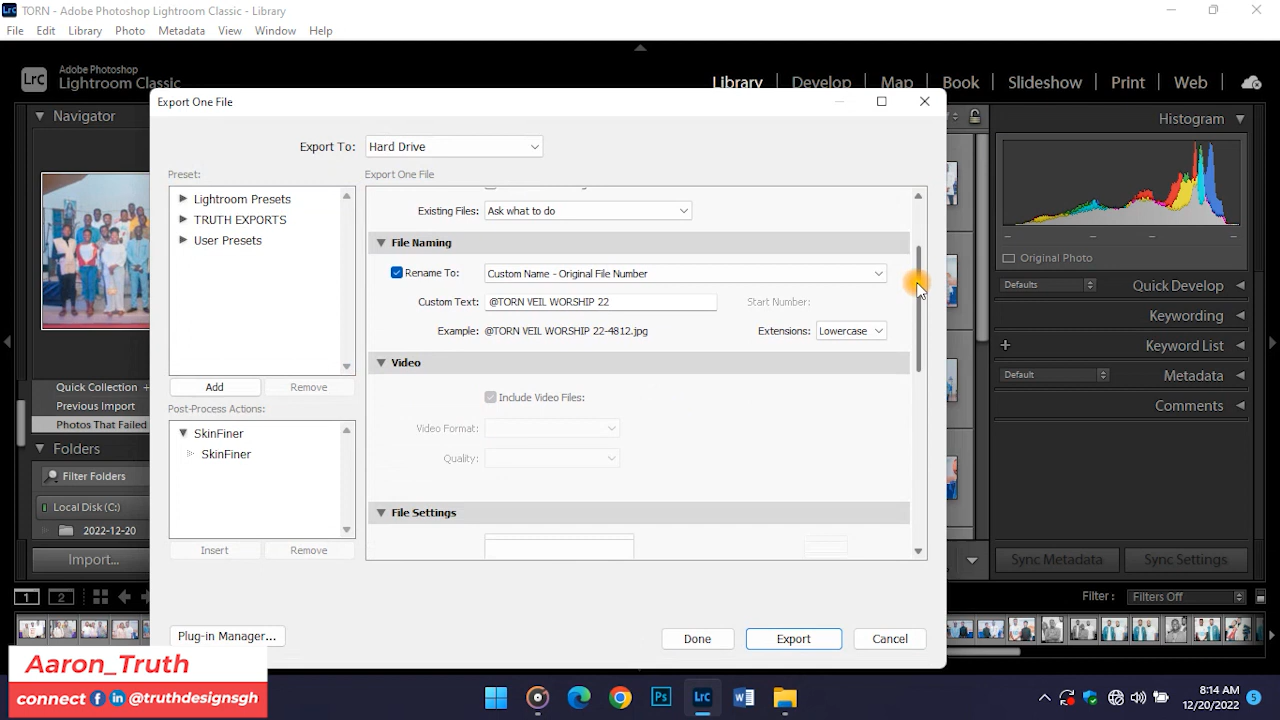 TORN - Adobe Photoshop Lightroom Classic - Library
File Edit Library Photo Metadata View Window Help
Adobe Photoshop
Lightroom Classic
Library | Develop | Map | Book | Slideshow | Print | Web
Export One File
Navigator
Histogram
Export To: Hard Drive
Preset:
Export One File
Lightroom Presets
TRUTH EXPORTS
User Presets
Existing Files: Ask what to do
File Naming
Rename To: Custom Name - Original File Number
Custom Text: @TORN VEIL WORSHIP 22 Start Number:
Example: @TORN VEIL WORSHIP 22-4812.jpg Extensions: Lowercase
Video
Include Video Files:
Video Format:
Quality:
File Settings
Original Photo
Defaults Quick Develop
Keywording
Keyword List
Default Metadata
Comments
Add Remove
Quick Collection +
Previous Import
Photos That Failed
Post-Process Actions:
SkinFiner
SkinFiner
Folders
Filter Folders
Local Disk (C:)
2022-12-20
Insert Remove
Import...
Sync Metadata Sync Settings
1 2
Filter: Filters Off
Plug-in Manager...
Done Export Cancel
Aaron_Truth
connect f in @truthdesignsgh
Ps Lrc W
8:14 AM
12/20/2022
5